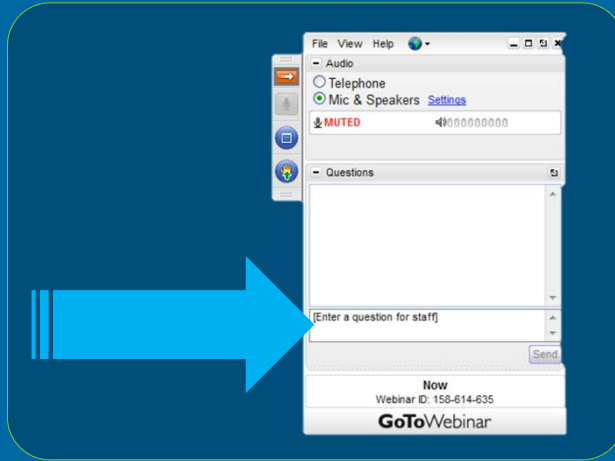 File View Help
Audio
Telephone
Mic & Speakers Settings
MUTED 000000000
Questions
[Enter a question for staff]
Send
Now
Webinar ID: 158-614-635
GoToWebinar